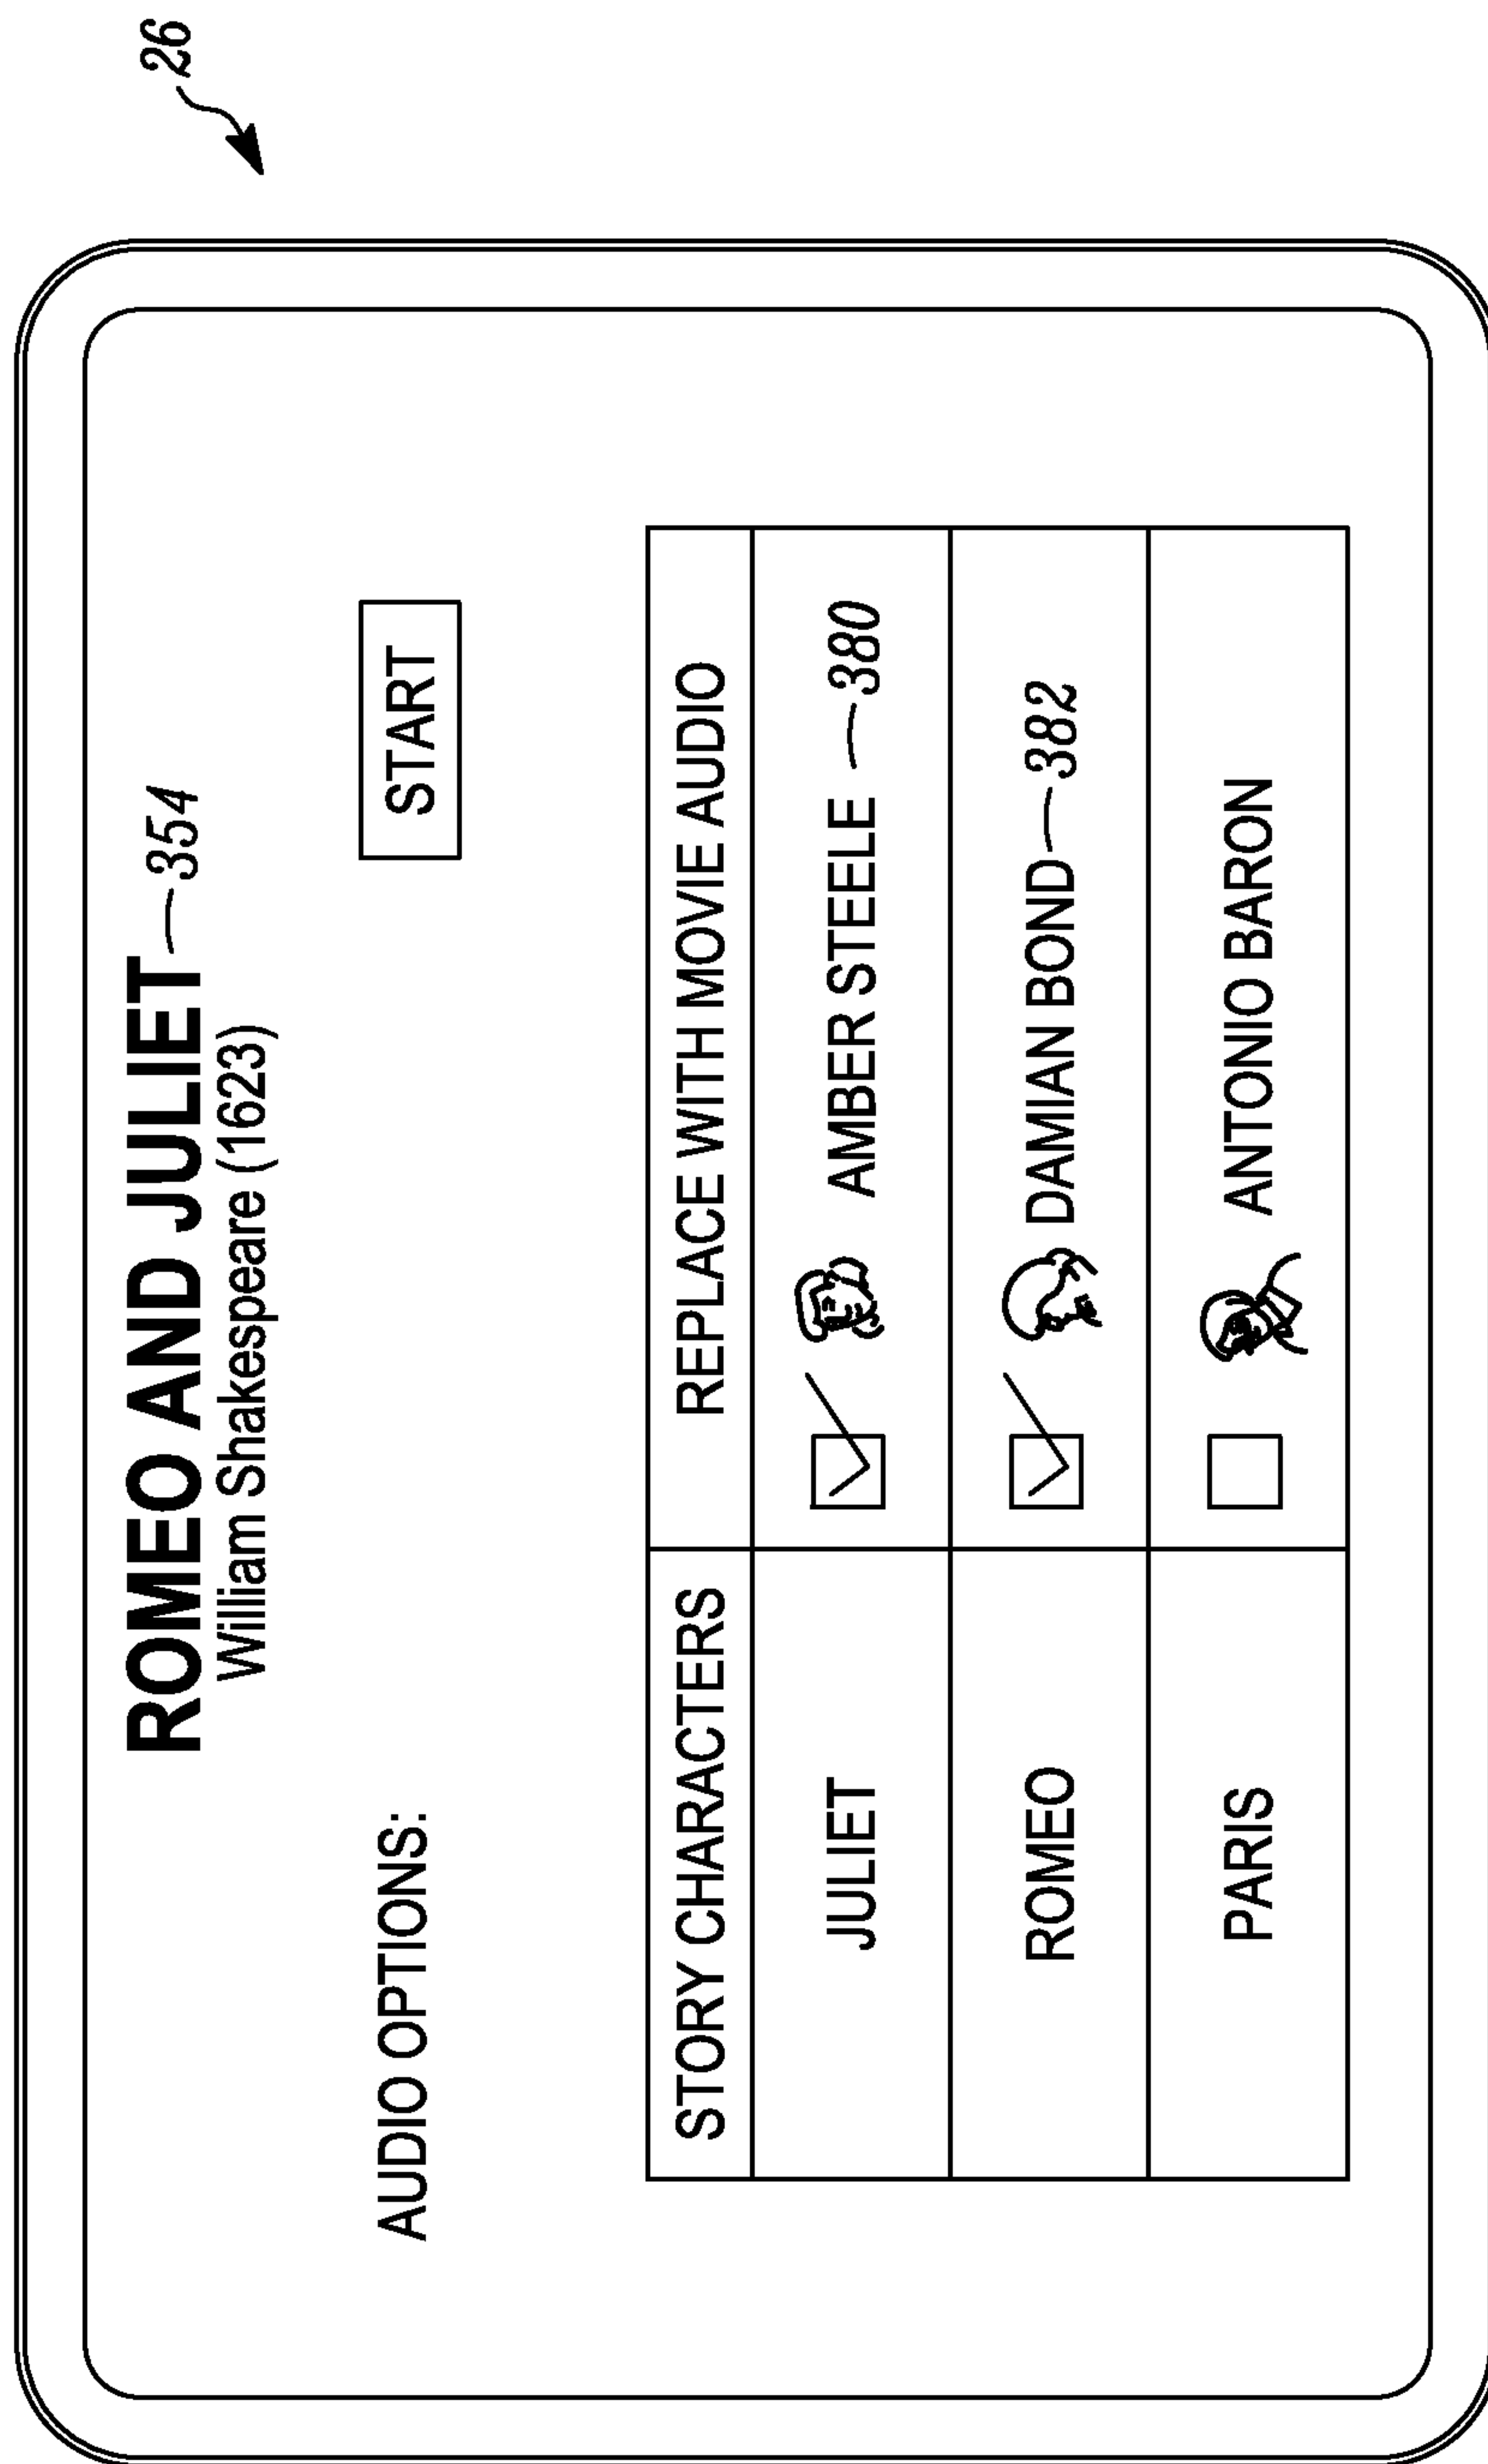 26
ROMEO AND JULIET 354
William Shakespeare (1623)
AUDIO OPTIONS: START
STORY CHARACTERS REPLACE WITH MOVIE AUDIO
JULIET AMBER STEELE 380
ROMEO DAMIAN BOND 382
PARIS ANTONIO BARON